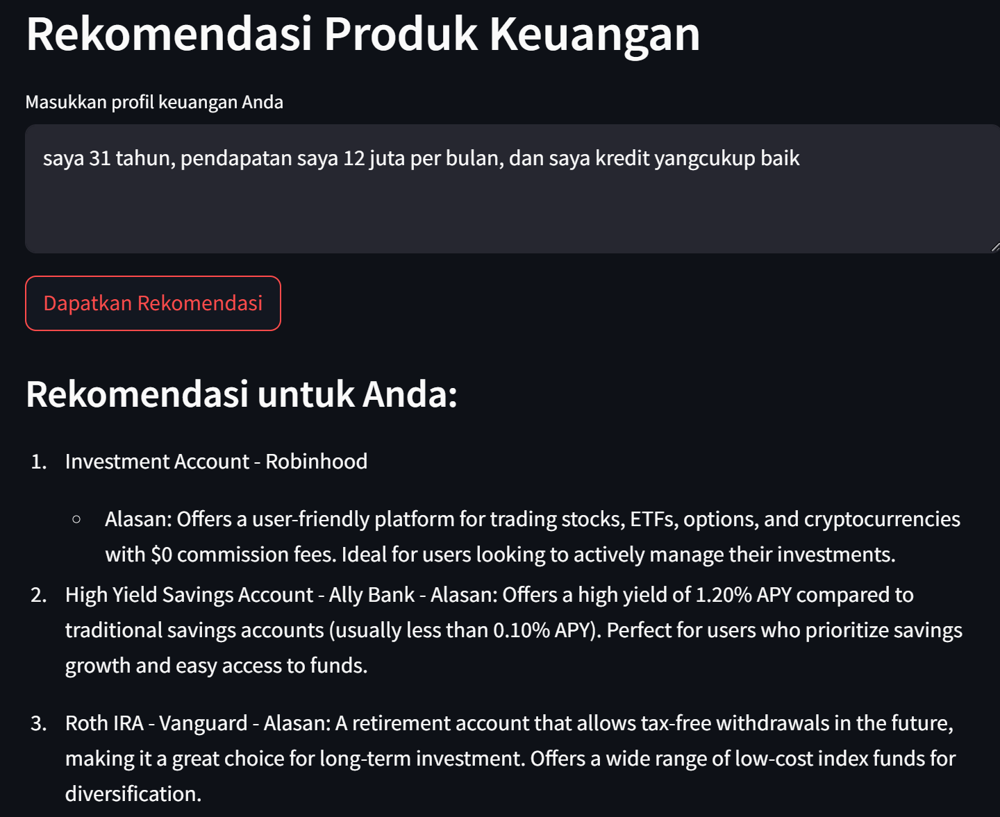 Rekomendasi Produk Keuangan
Masukkan profil keuangan Anda
saya 31 tahun, pendapatan saya 12 juta per bulan, dan saya kredit yangcukup baik
Dapatkan Rekomendasi
Rekomendasi untuk Anda:
1. Investment Account - Robinhood
○ Alasan: Offers a user-friendly platform for trading stocks, ETFs, options, and cryptocurrencies
with $0 commission fees. Ideal for users looking to actively manage their investments.
2. High Yield Savings Account - Ally Bank - Alasan: Offers a high yield of 1.20% APY compared to
traditional savings accounts (usually less than 0.10% APY). Perfect for users who prioritize savings
growth and easy access to funds.
3. Roth IRA - Vanguard - Alasan: A retirement account that allows tax-free withdrawals in the future,
making it a great choice for long-term investment. Offers a wide range of low-cost index funds for
diversification.